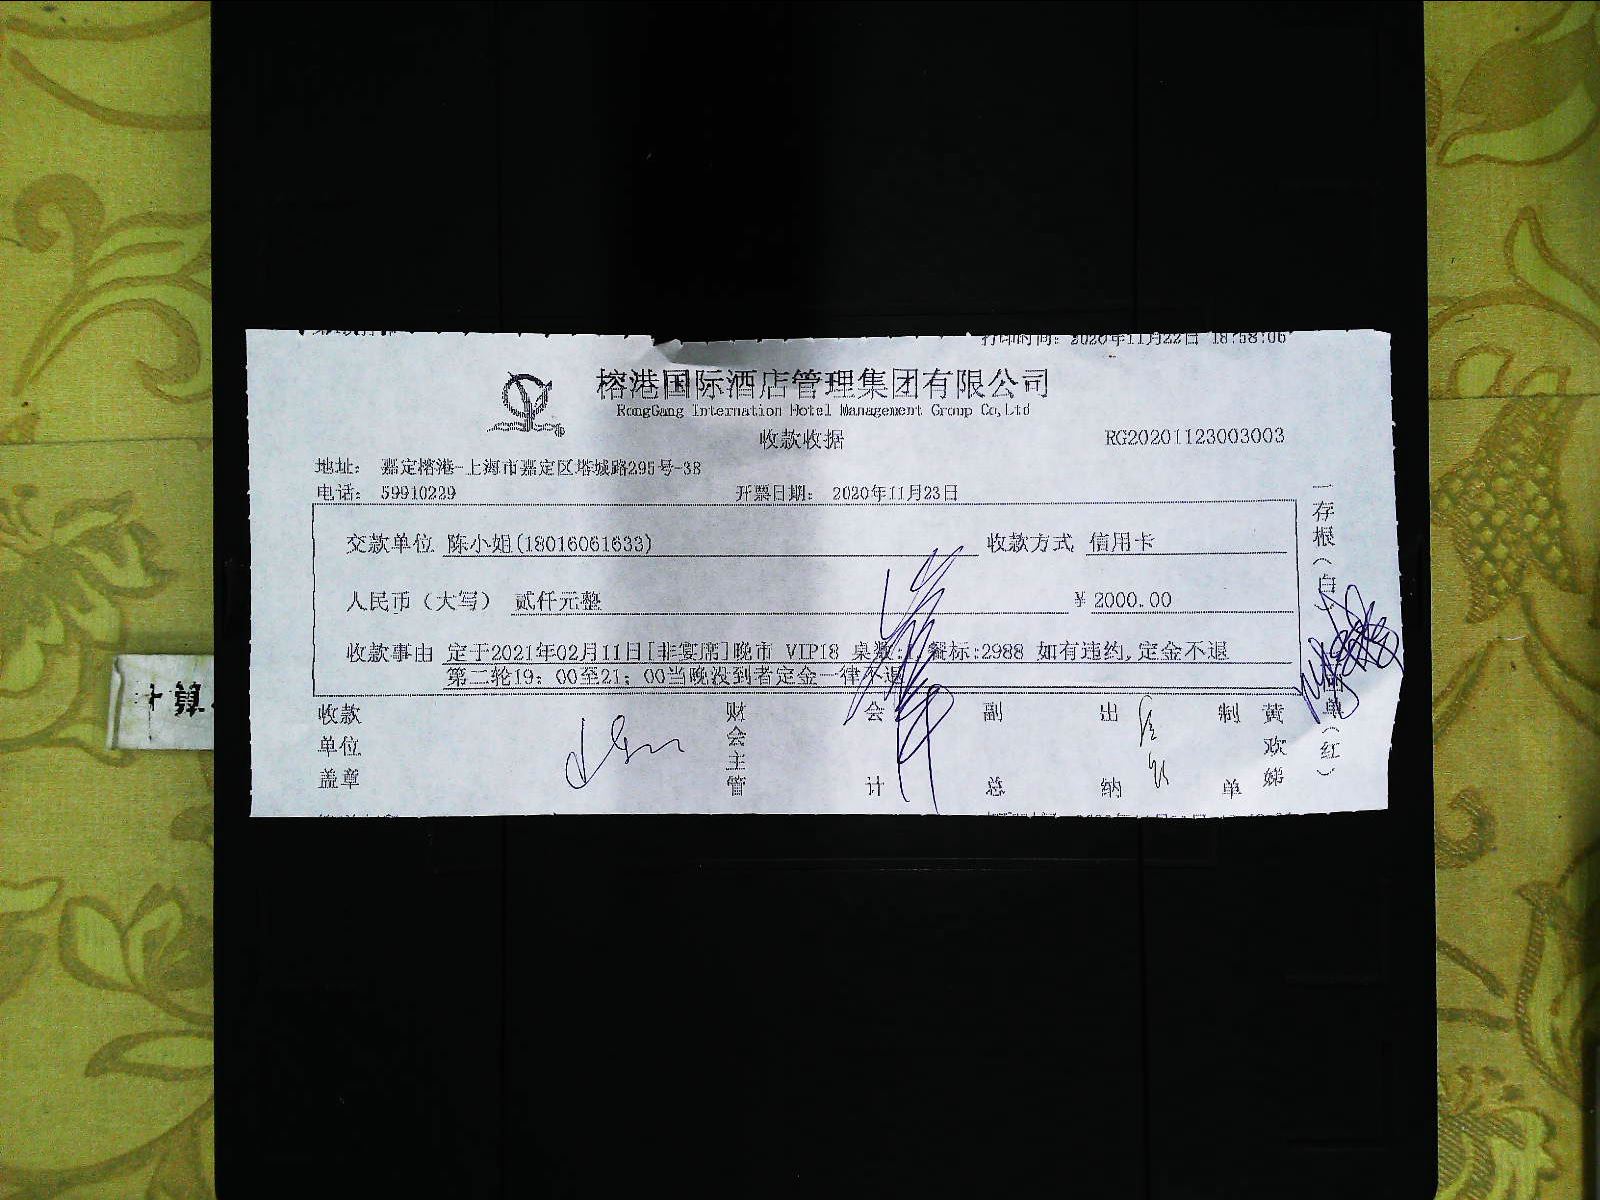 打印时间：2020年11月22日 18:58:06
榕港国际酒店管理集团有限公司
RongGang Internation Hotel Management Group Co,Ltd
收款收据
RG20201123003003
地址： 嘉定榕港-上海市嘉定区塔城路295号-38
电话： 59910229 开票日期： 2020年11月23日
交款单位 陈小姐(18016061633) 收款方式 信用卡
人民币（大写） 贰仟元整 ¥ 2000.00
收款事由 定于2021年02月11日[非宴席]晚市 VIP18 桌数:1 餐标:2988 如有违约,定金不退
第二轮19：00至21：00当晚没到者定金一律不退
收款单位盖章 财会主管 会计 副总 出纳 制单 黄欢娣
一存根（白
单（红）
计算